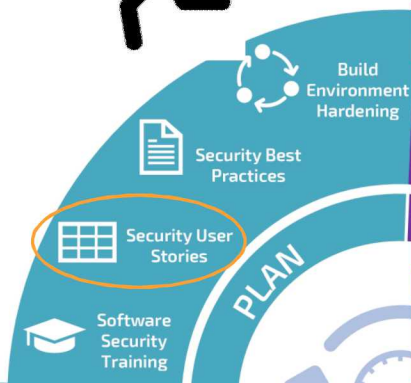 Build
Environment
Hardening
Security Best
Practices
Security User
Stories
PLAN
Software
Security
Training